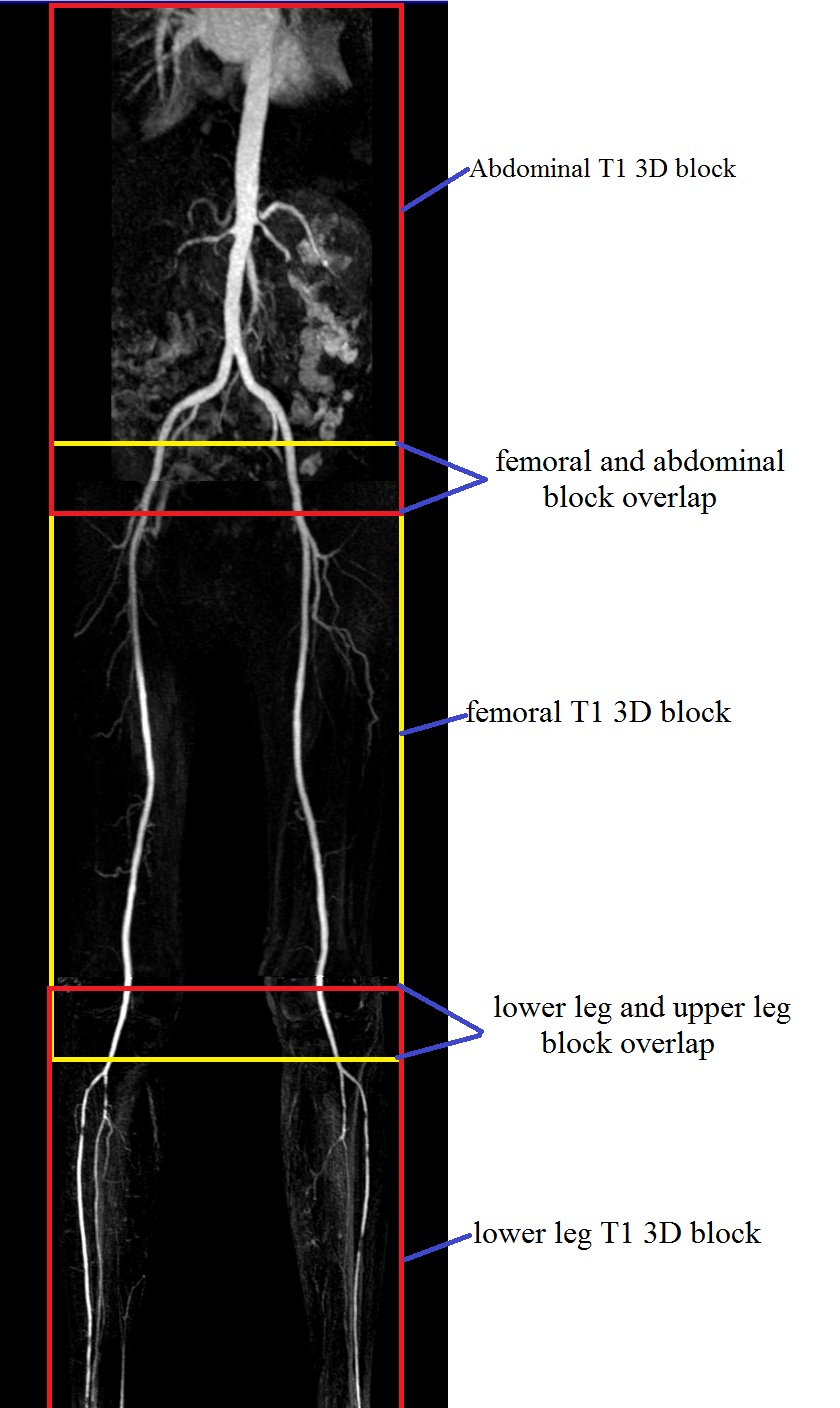 Abdominal T1 3D block
femoral and abdominal
block overlap
femoral T1 3D block
lower leg and upper leg
block overlap
lower leg T1 3D block